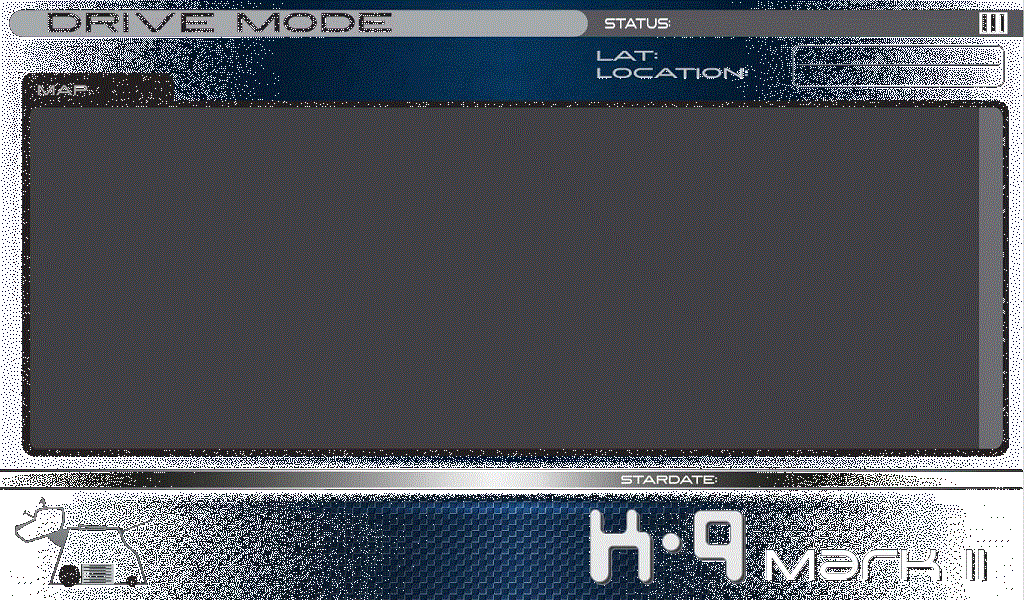 DRIVE MODE
STATUS:
LAT:
LOCATION:
MAP
STARDATE:
K·9 Mark II